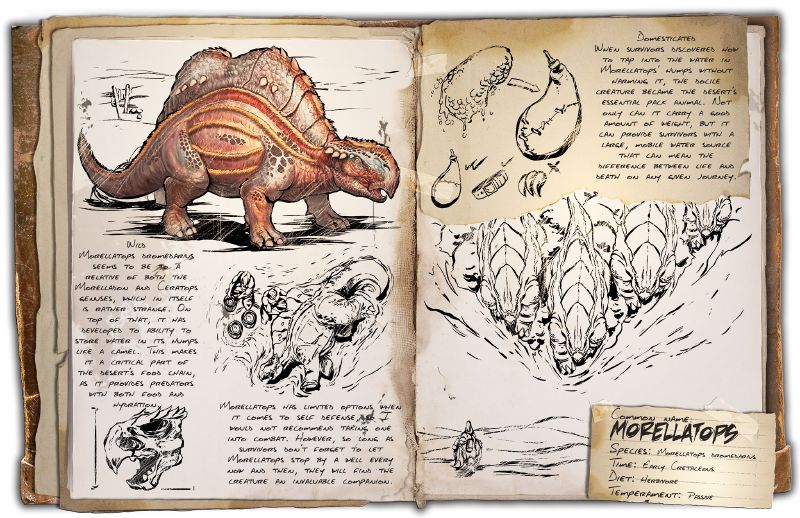 Wild
Morellatops dromedarius
seems to be to a
relative of both the
Morelladon and Ceratops
genuses, which in itself
is rather strange. On
top of that, it has
developed to ability to
store water in its humps
like a camel. This makes
it a critical part of
the desert's food chain,
as it provides predators
with both food and
hydration.
Morellatops has limited options when
it comes to self defense, so I
would not recommend taking one
into combat. However, so long as
survivors don't forget to let
Morellatops stop by a well every
now and then, they will find the
creature an invaluable companion.
Domesticated
When survivors discovered how
to tap into the water in
Morellatops' humps without
harming it, the docile
creature became the desert's
essential pack animal. Not
only can it carry a good
amount of weight, but it
can provide survivors with a
large, mobile water source
that can mean the
difference between life and
death on any given journey.
Common name:
MORELLATOPS
Species: Morellatops dromedarius
Time: Early Cretaceous
Diet: Herbivore
Temperament: Passive